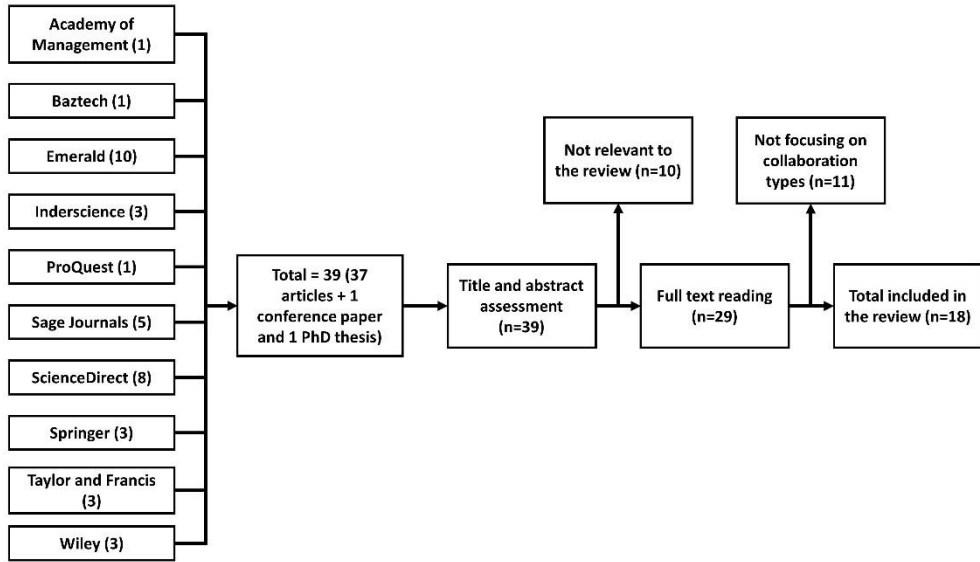 Academy of
Management (1)
Baztech (1)
Emerald (10)
Inderscience (3)
ProQuest (1)
Sage Journals (5)
ScienceDirect (8)
Springer (3)
Taylor and Francis
(3)
Wiley (3)
Total = 39 (37
articles + 1
conference paper
and 1 PhD thesis)
Title and abstract
assessment
(n=39)
Not relevant to
the review (n=10)
Full text reading
(n=29)
Not focusing on
collaboration
types (n=11)
Total included in
the review (n=18)